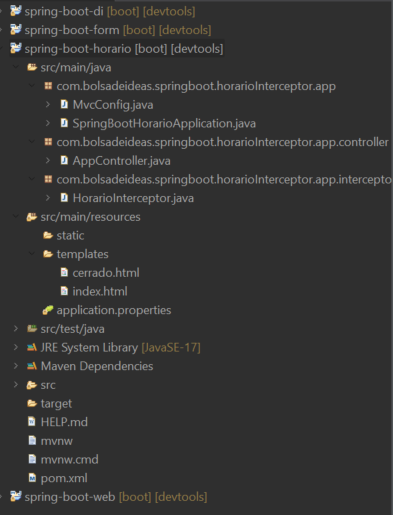 spring-boot-di [boot] [devtools]
spring-boot-form [boot] [devtools]
spring-boot-horario [boot] [devtools]
src/main/java
com.bolsadeideas.springboot.horarioInterceptor.app
MvcConfig.java
SpringBootHorarioApplication.java
com.bolsadeideas.springboot.horarioInterceptor.app.controller
AppController.java
com.bolsadeideas.springboot.horarioInterceptor.app.intercepto
HorarioInterceptor.java
src/main/resources
static
templates
cerrado.html
index.html
application.properties
src/test/java
JRE System Library [JavaSE-17]
Maven Dependencies
src
target
HELP.md
mvnw
mvnw.cmd
pom.xml
spring-boot-web [boot] [devtools]